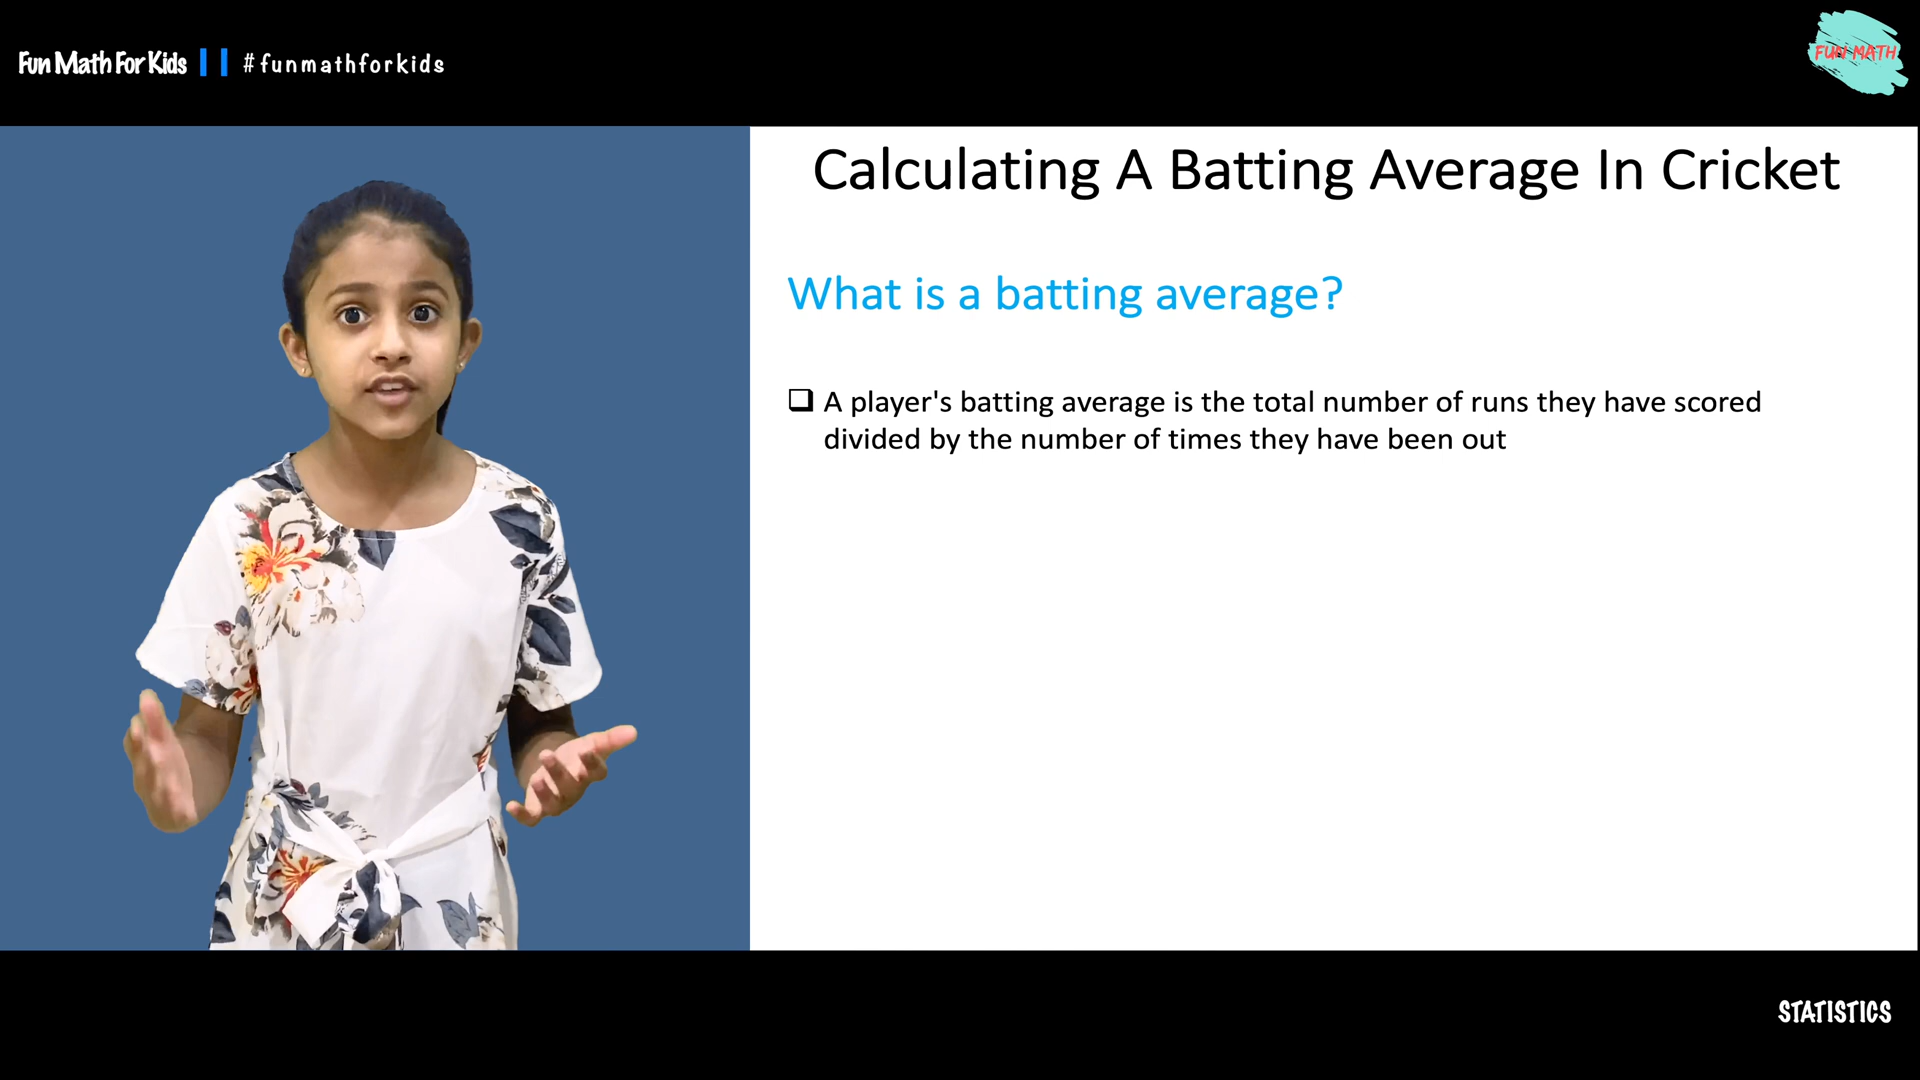 Fun Math For Kids || #funmathforkids
FUN MATH
Calculating A Batting Average In Cricket
What is a batting average?
A player's batting average is the total number of runs they have scored
divided by the number of times they have been out
STATISTICS